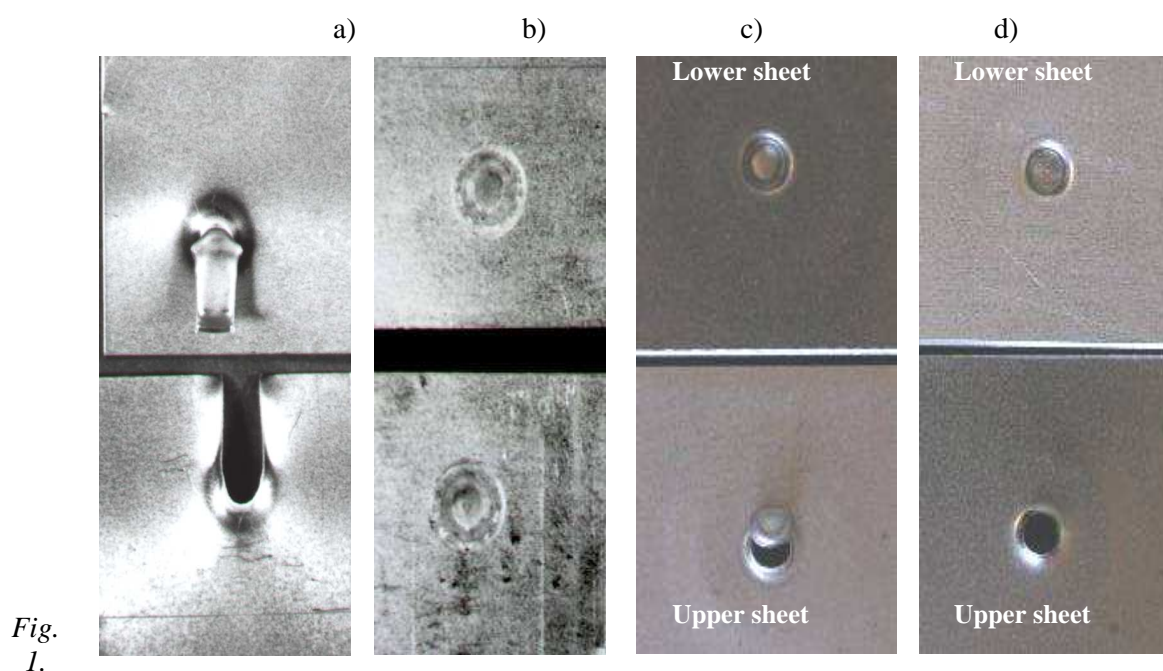 a) b) c) d)
Lower sheet Lower sheet
Upper sheet Upper sheet
Fig.
1.